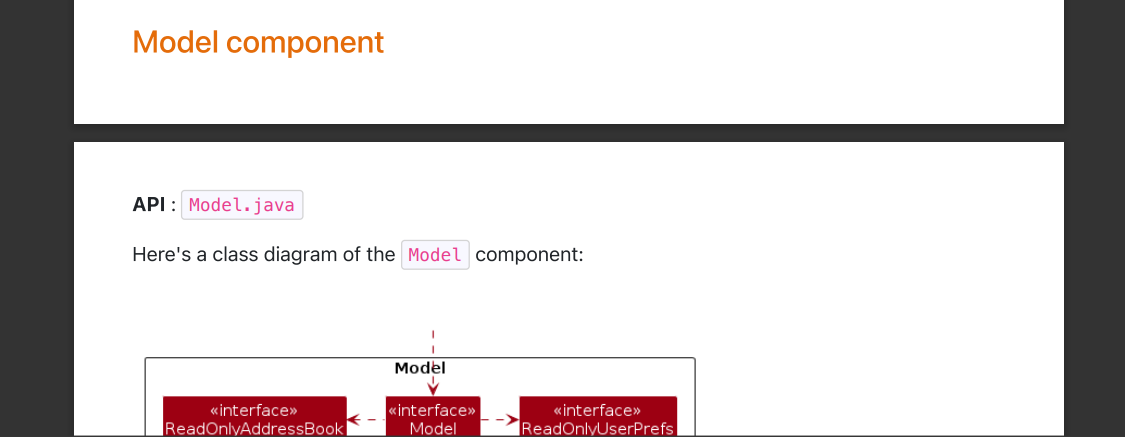 Model component
API : Model.java
Here's a class diagram of the Model component:
Model
«interface» «interface» «interface»
ReadOnlyAddressBook Model ReadOnlyUserPrefs